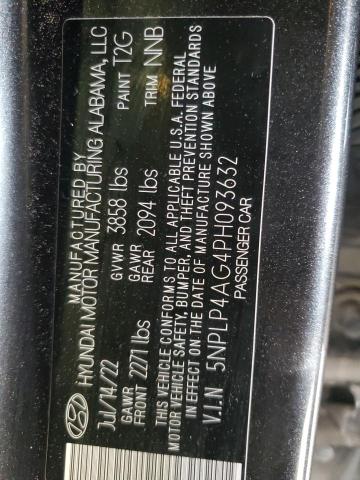 MANUFACTURED BY
HYUNDAI MOTOR MANUFACTURING ALABAMA, LLC
JUL/14/22 GVWR 3858 lbs PAINT T2G
GAWR FRONT 2271 lbs GAWR REAR 2094 lbs TRIM NNB
THIS VEHICLE CONFORMS TO ALL APPLICABLE U.S.A. FEDERAL
MOTOR VEHICLE SAFETY, BUMPER, AND THEFT PREVENTION STANDARDS
IN EFFECT ON THE DATE OF MANUFACTURE SHOWN ABOVE
V.I.N 5NPLP4AG4PH093632
PASSENGER CAR